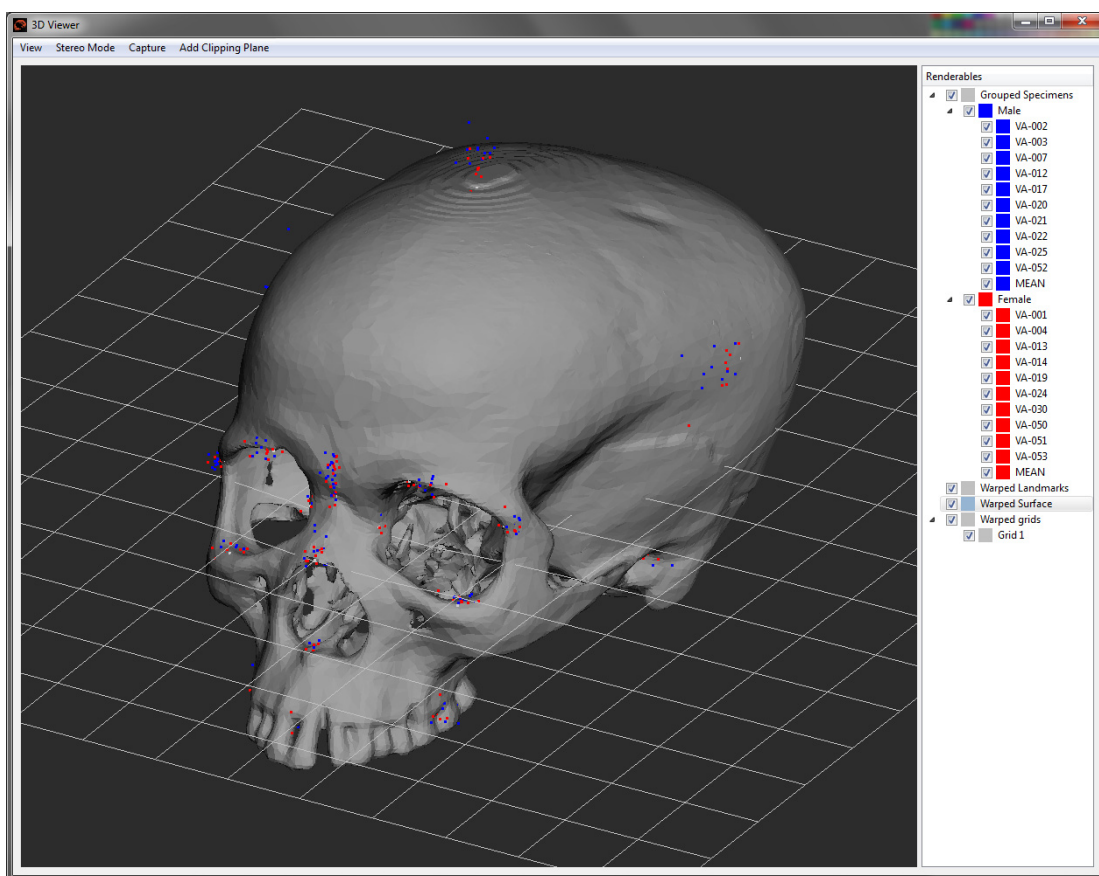 3D Viewer
View Stereo Mode Capture Add Clipping Plane
Renderables
Grouped Specimens
Male
VA-002
VA-003
VA-007
VA-012
VA-017
VA-020
VA-021
VA-022
VA-025
VA-052
MEAN
Female
VA-001
VA-004
VA-013
VA-014
VA-019
VA-024
VA-030
VA-050
VA-051
VA-053
MEAN
Warped Landmarks
Warped Surface
Warped grids
Grid 1